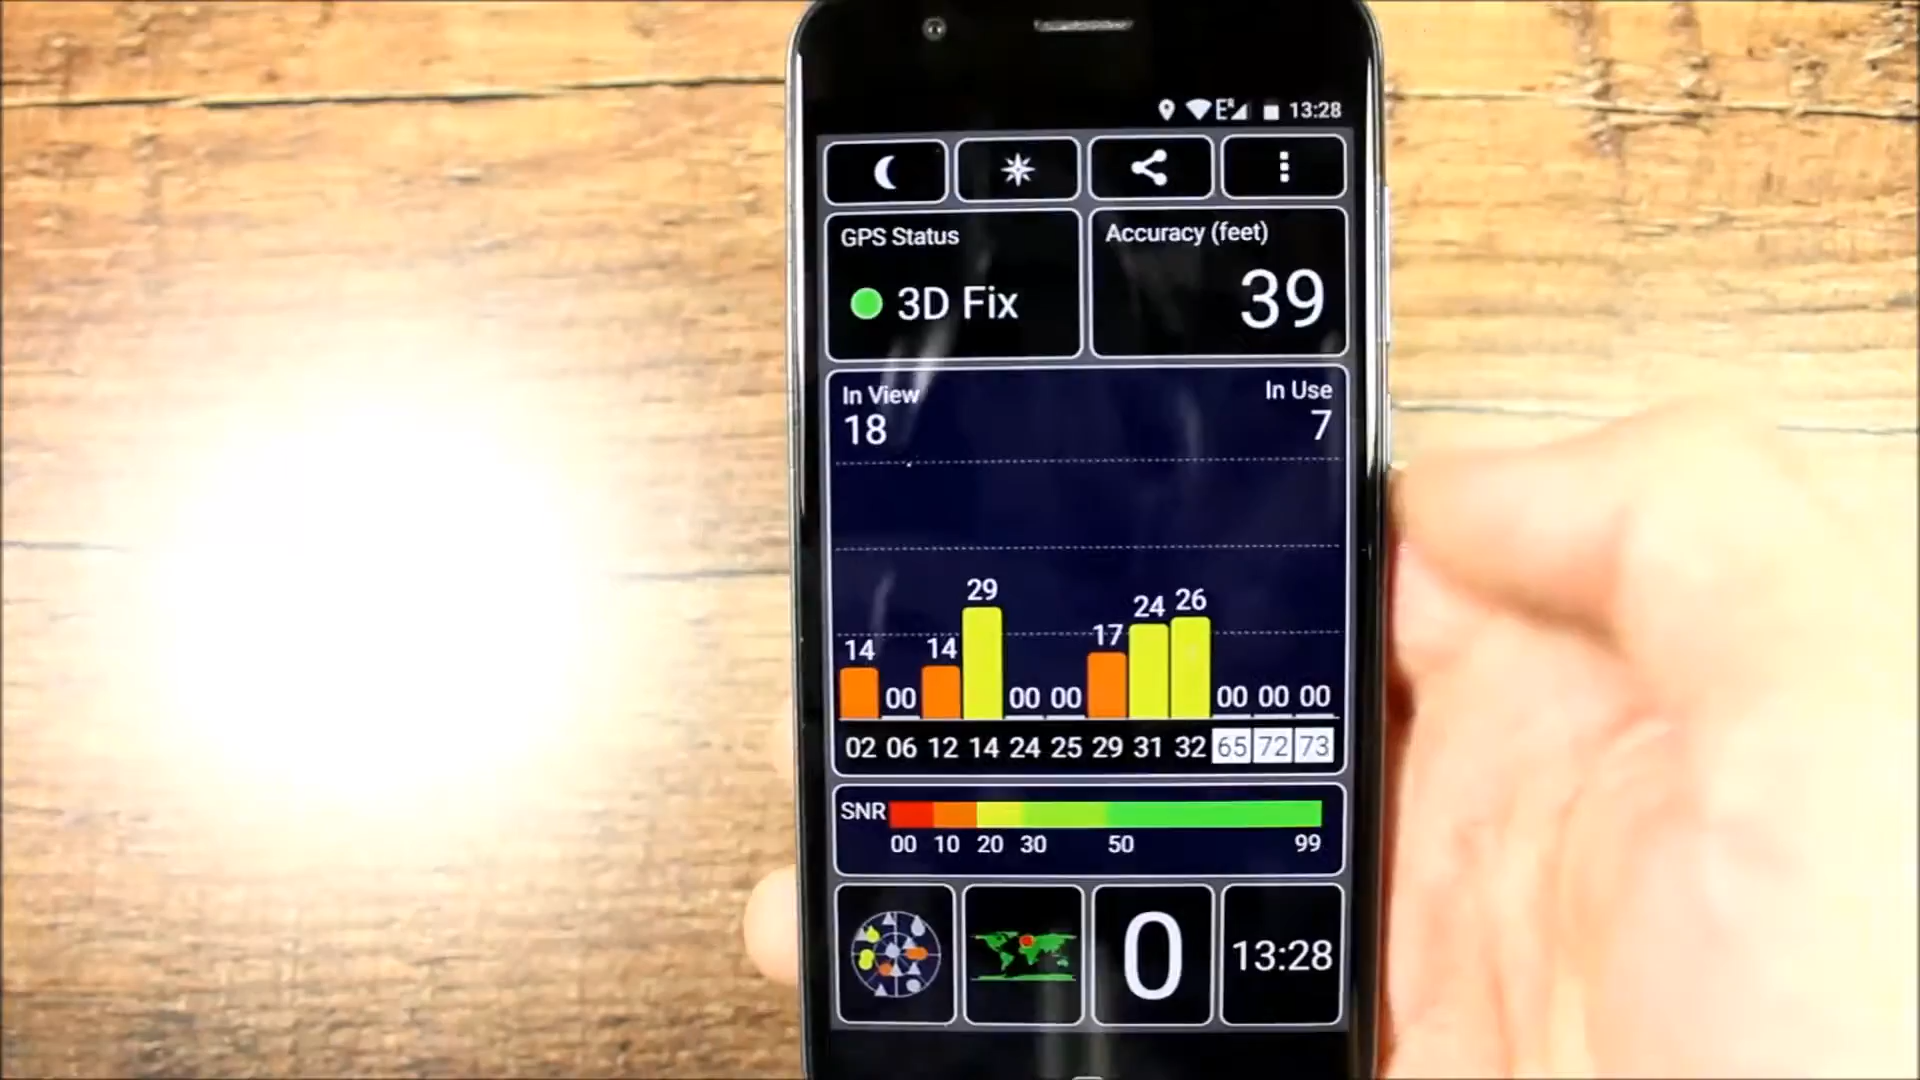 E R 13:28
GPS Status
3D Fix
Accuracy (feet)
39
In View
18
In Use
7
14 00 14 29 00 00 17 24 26 00 00 00
02 06 12 14 24 25 29 31 32 65 72 73
SNR
00 10 20 30 50 99
0
13:28